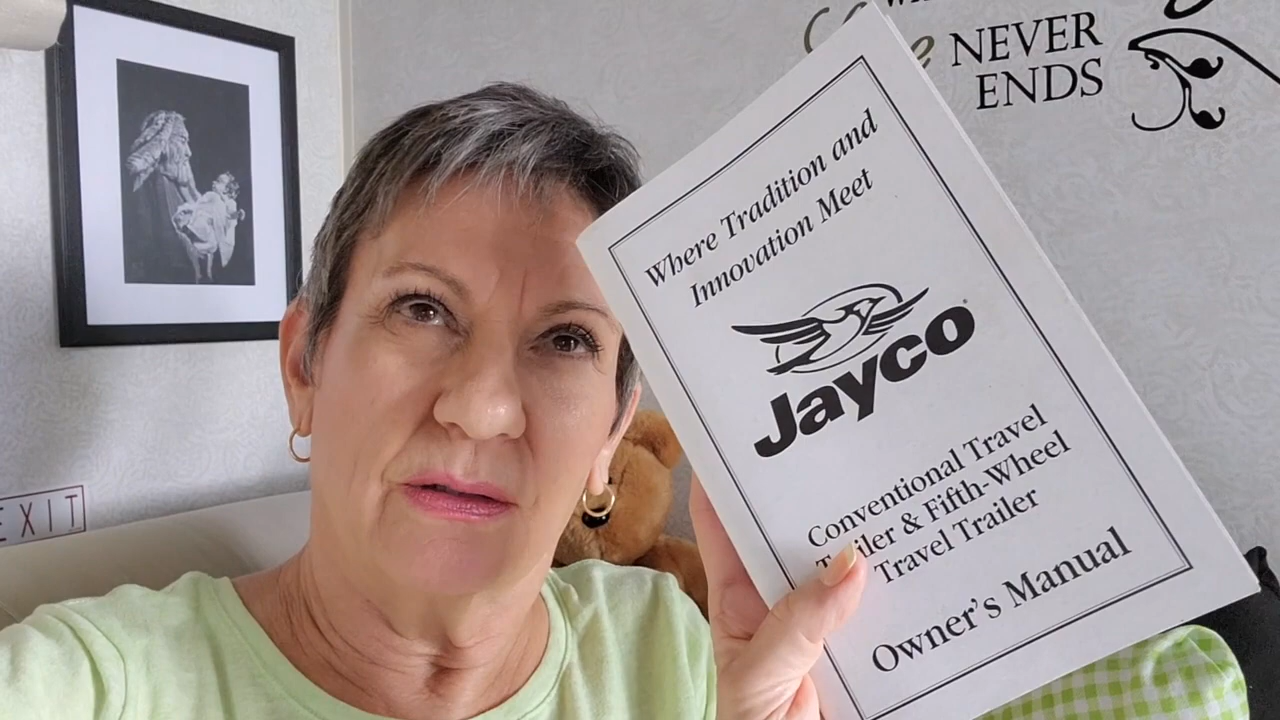 NEVER
ENDS
Where Tradition and
Innovation Meet
Jayco
Conventional Travel
Trailer & Fifth-Wheel
Travel Trailer
Owner's Manual
EXIT